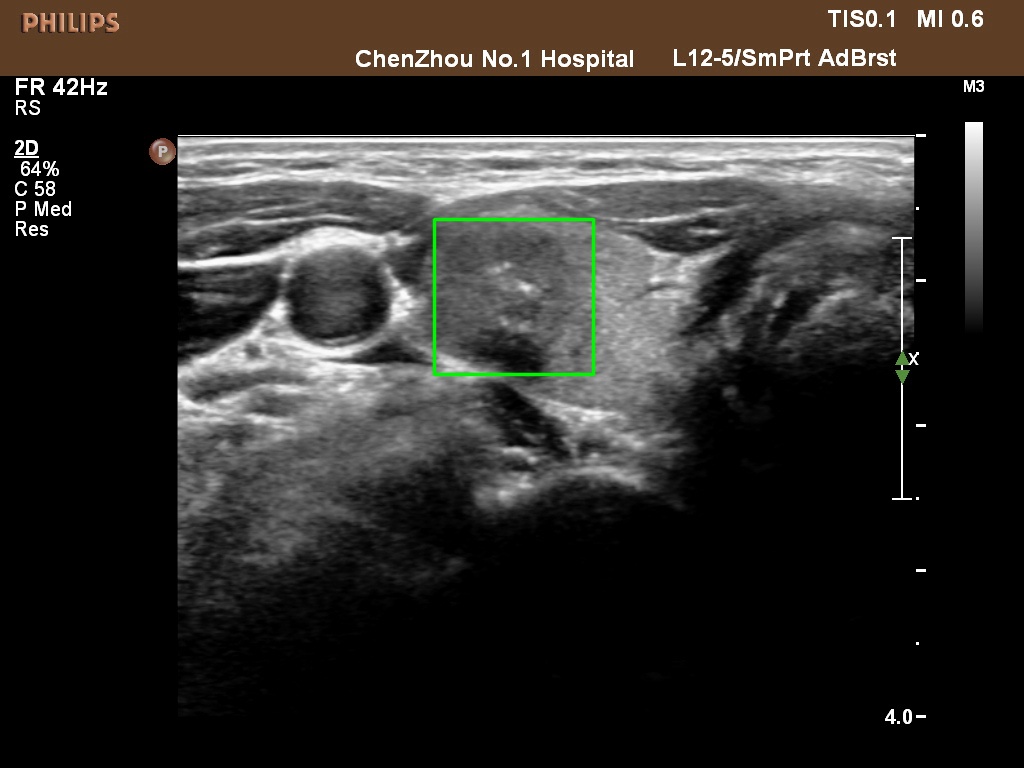 PHILIPS
TIS0.1 MI 0.6
ChenZhou No.1 Hospital L12-5/SmPrt AdBrst
FR 42Hz
RS
M3
2D
64%
C 58
P Med
Res
P
X
4.0